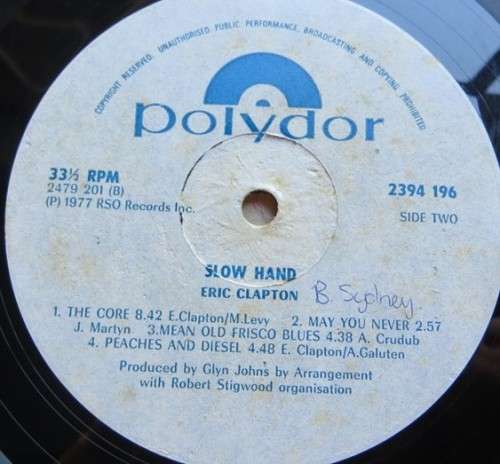 COPYRIGHT RESERVED. UNAUTHORISED PUBLIC PERFORMANCE, BROADCASTING AND COPYING PROHIBITED
polydor
33⅓ RPM
2479 201 (B)
(P) 1977 RSO Records Inc.
2394 196
SIDE TWO
SLOW HAND
ERIC CLAPTON B. Sydney
1. THE CORE 8.42 E.Clapton/M.Levy 2. MAY YOU NEVER 2.57
J. Martyn 3.MEAN OLD FRISCO BLUES 4.38 A. Crudub
4. PEACHES AND DIESEL 4.48 E. Clapton/A.Galuten
Produced by Glyn Johns by Arrangement
with Robert Stigwood organisation